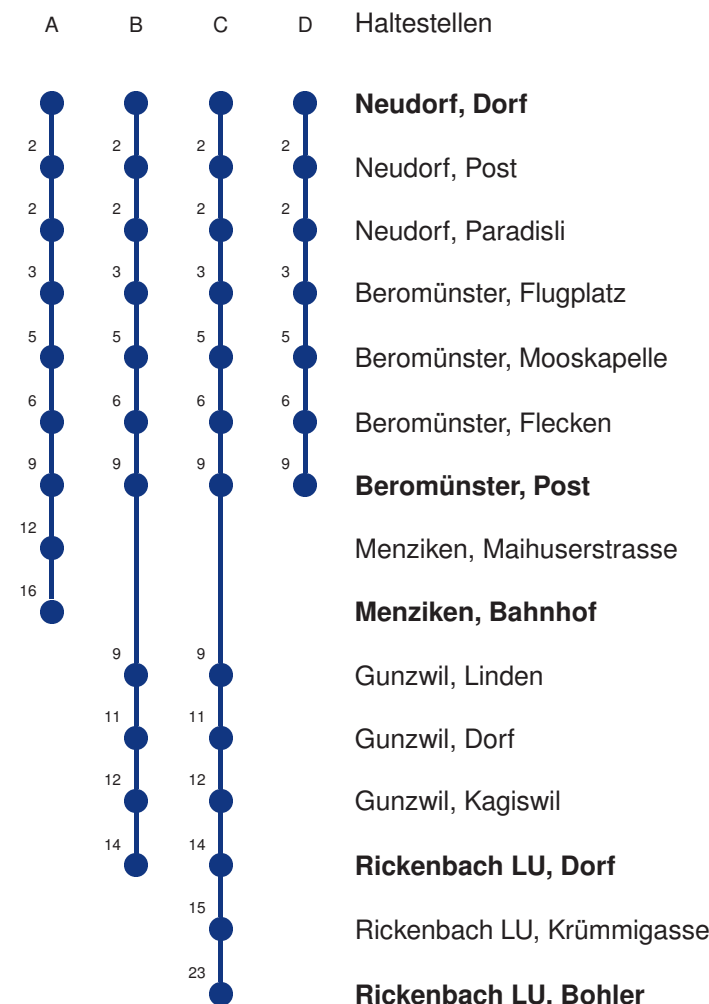 A B C D Haltestellen
Neudorf, Dorf
2 2 2 2 Neudorf, Post
2 2 2 2 Neudorf, Paradisli
3 3 3 3 Beromünster, Flugplatz
5 5 5 5 Beromünster, Mooskapelle
6 6 6 6 Beromünster, Flecken
9 9 9 9 Beromünster, Post
12 Menziken, Maihuserstrasse
16 Menziken, Bahnhof
9 9 Gunzwil, Linden
11 11 Gunzwil, Dorf
12 12 Gunzwil, Kagiswil
14 14 Rickenbach LU, Dorf
15 Rickenbach LU, Krümmigasse
23 Rickenbach LU, Bohler